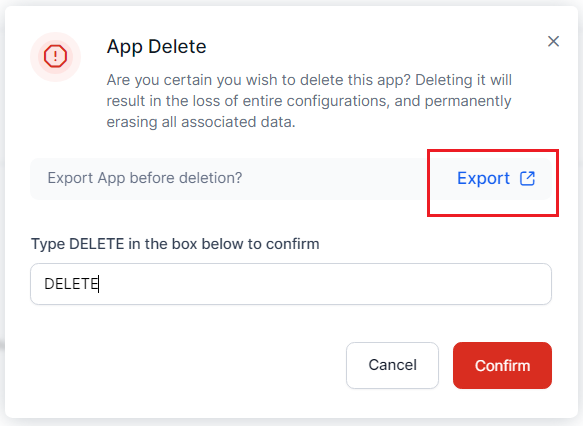 App Delete
Are you certain you wish to delete this app? Deleting it will
result in the loss of entire configurations, and permanently
erasing all associated data.
Export App before deletion?
Export
Type DELETE in the box below to confirm
DELETE
Cancel
Confirm